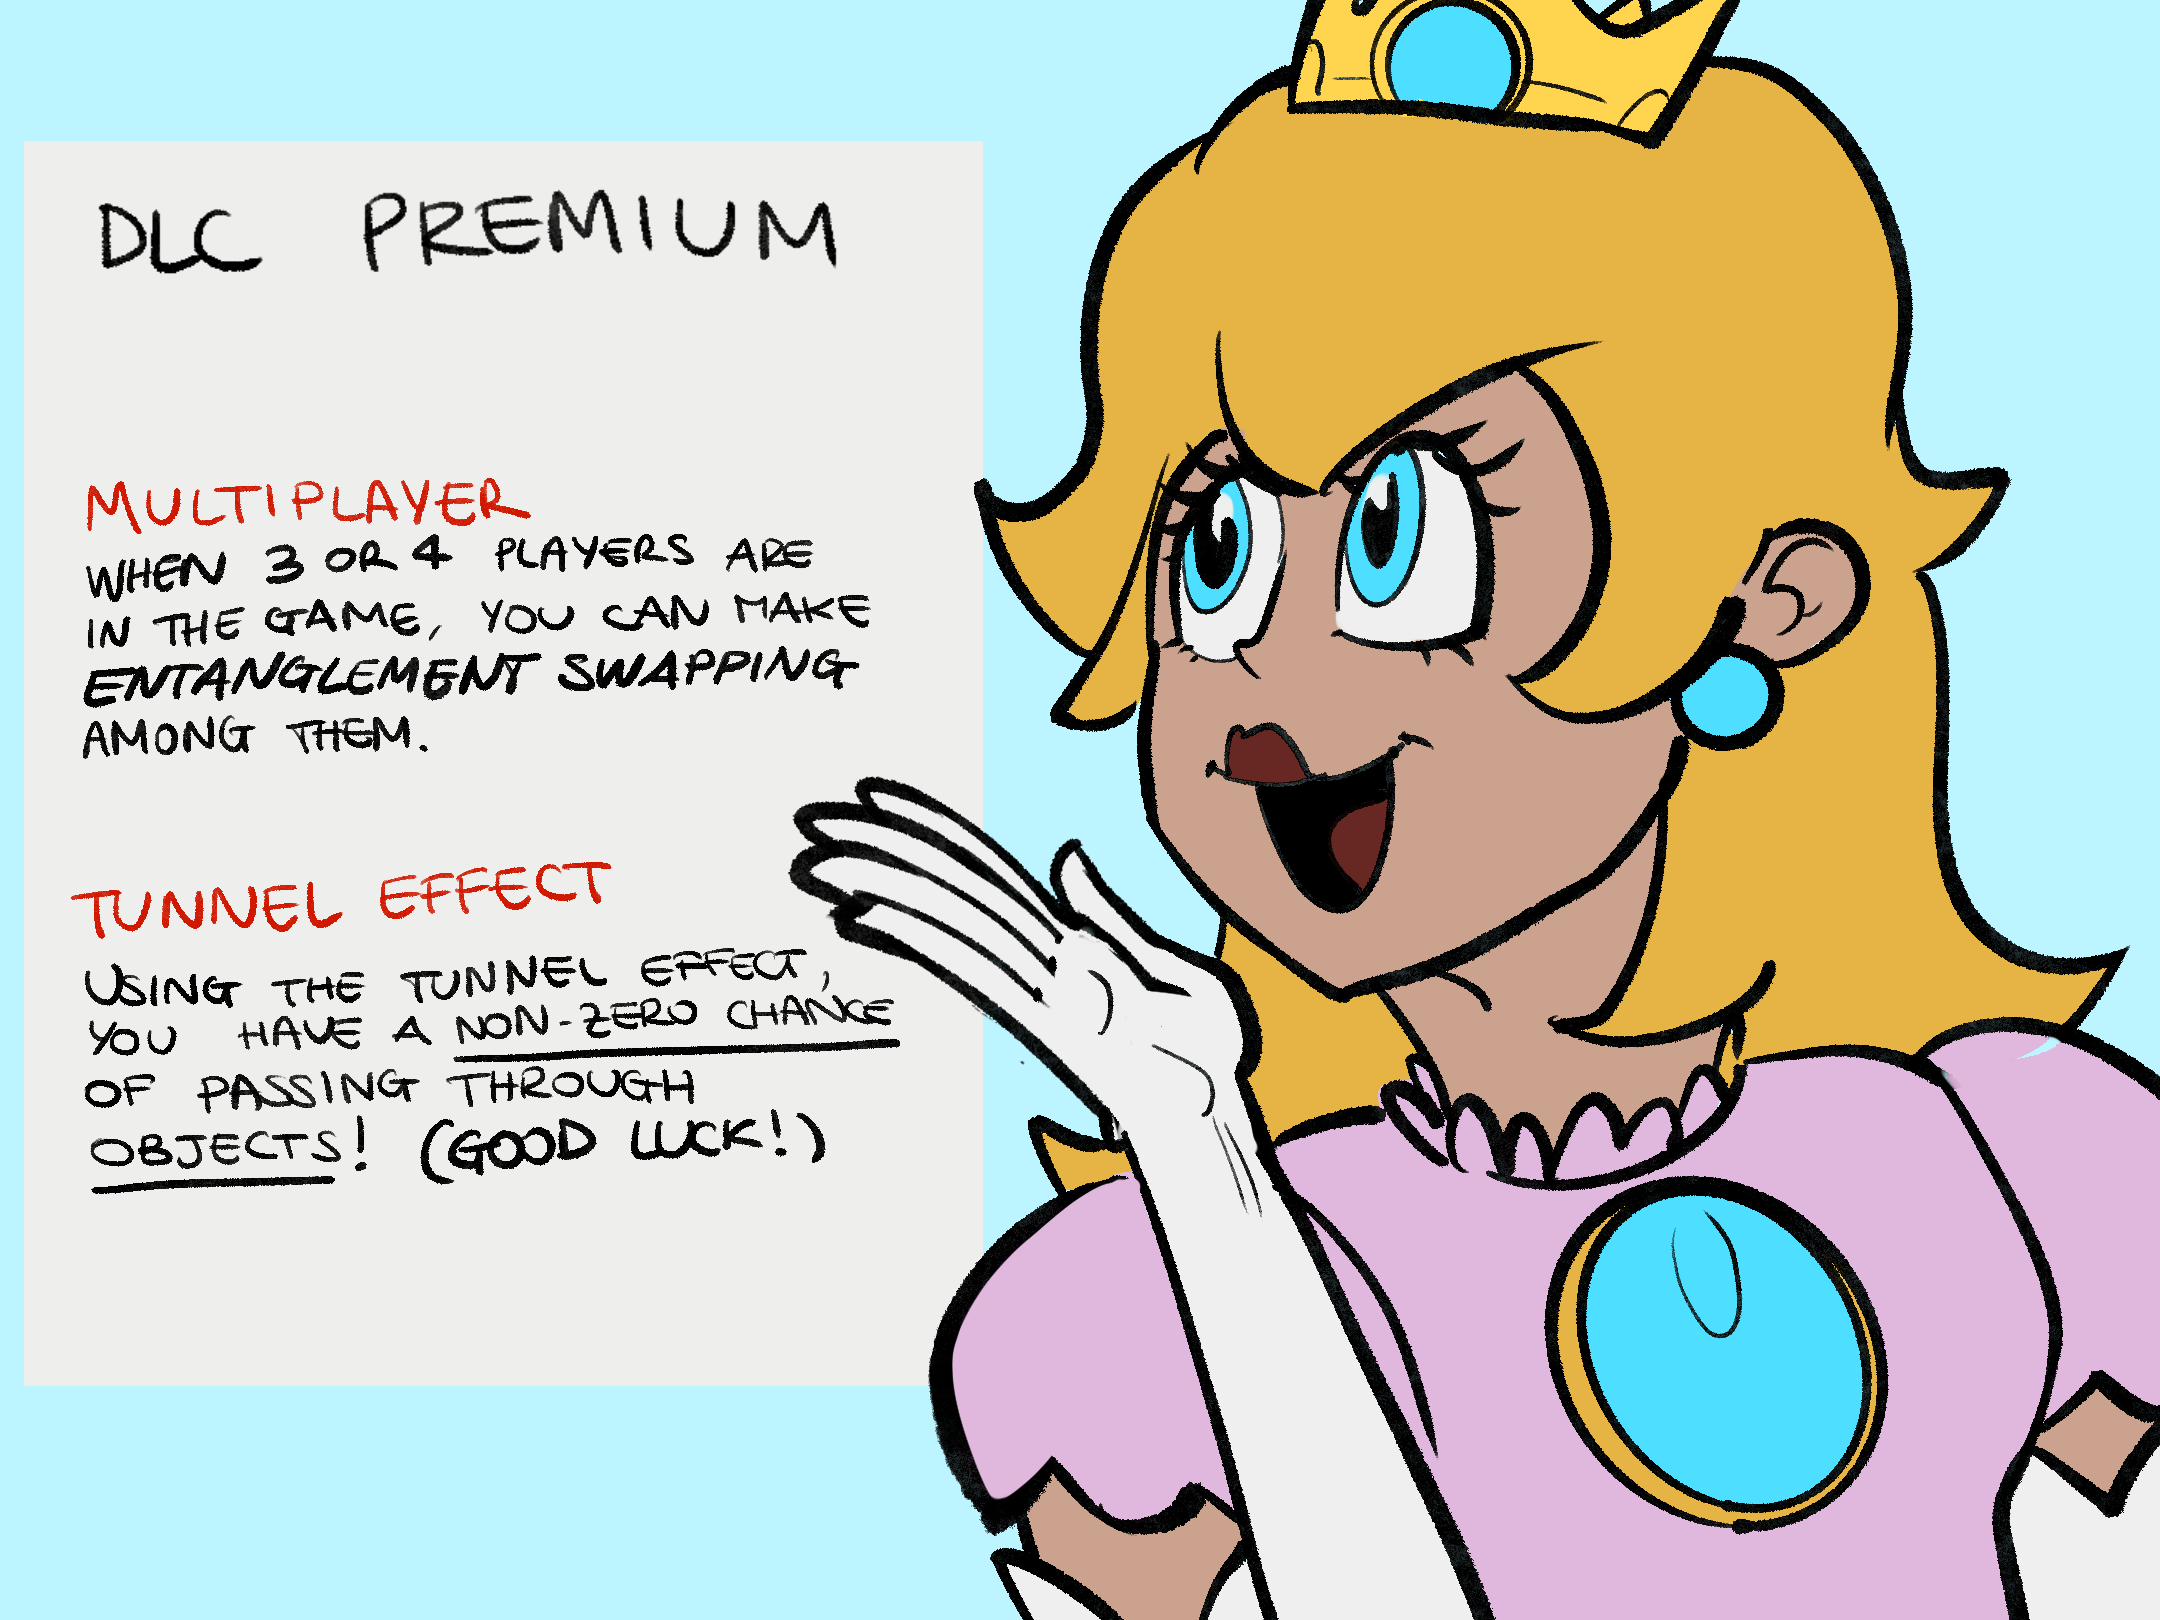 DLC PREMIUM
MULTIPLAYER
WHEN 3 OR 4 PLAYERS ARE
IN THE GAME, YOU CAN MAKE
ENTANGLEMENT SWAPPING
AMONG THEM.
TUNNEL EFFECT
USING THE TUNNEL EFFECT,
YOU HAVE A NON-ZERO CHANCE
OF PASSING THROUGH
OBJECTS! (GOOD LUCK!)